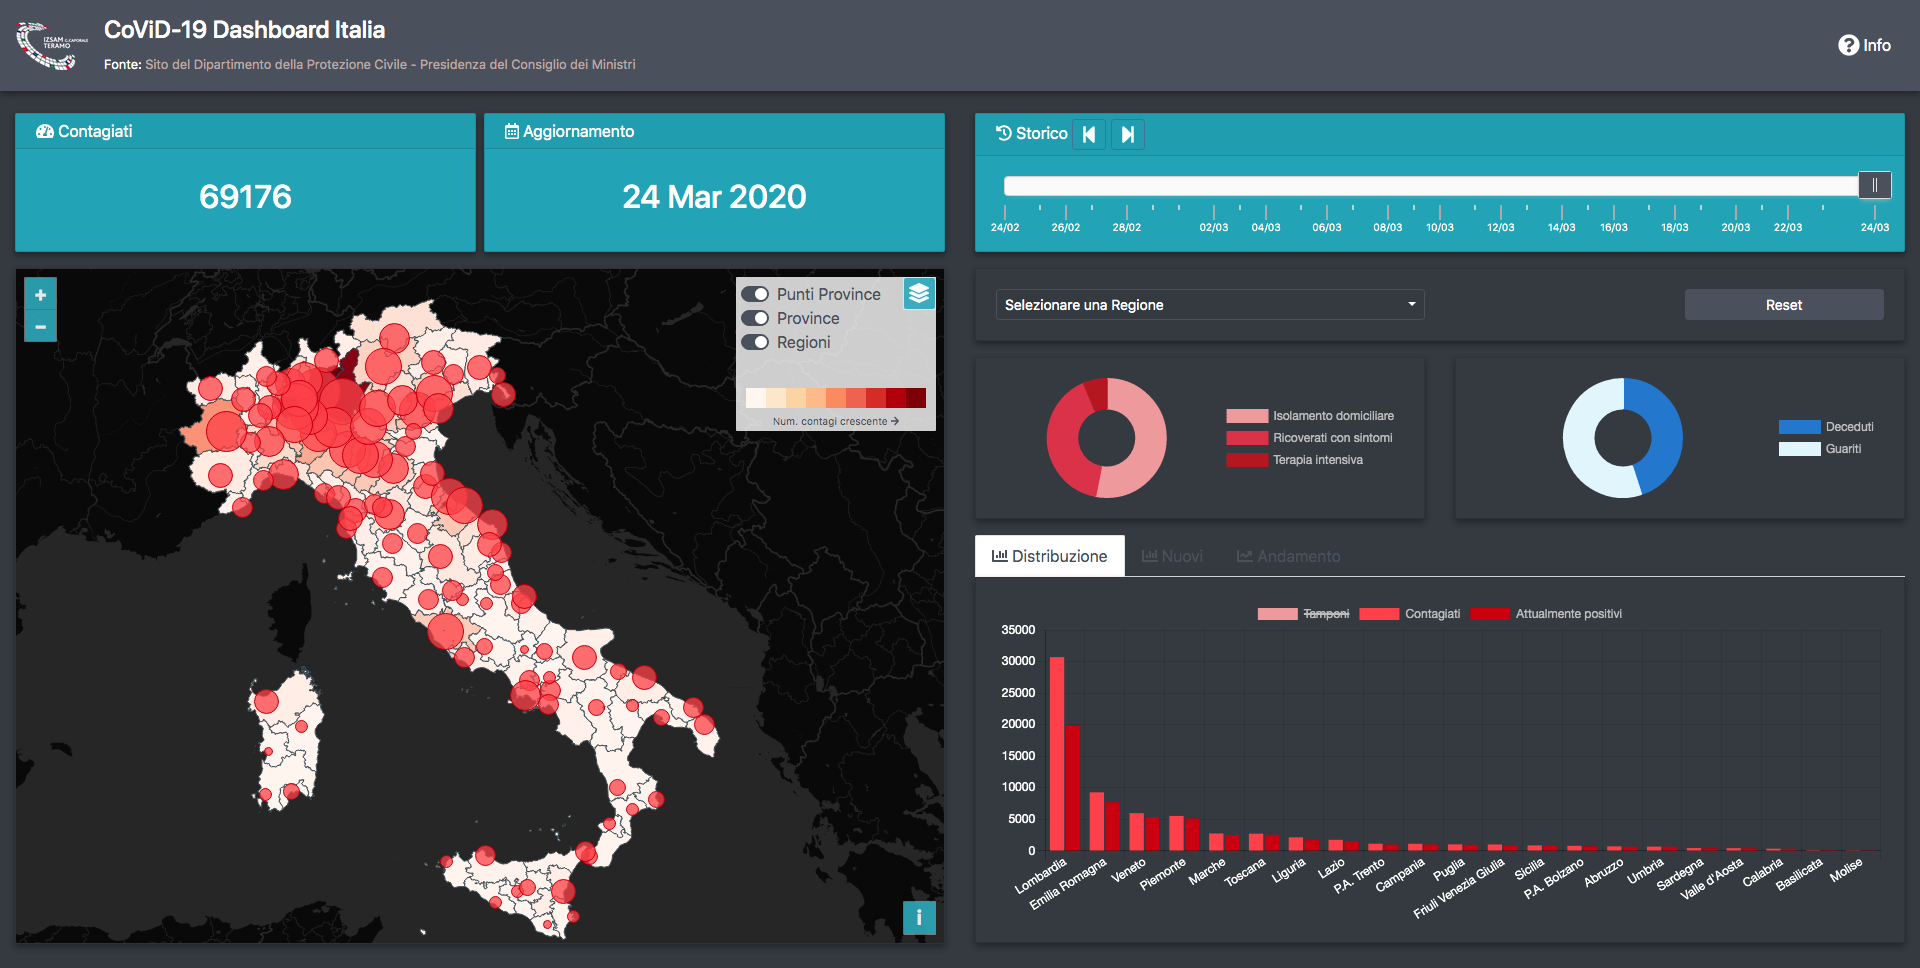 IZSAM G.CAPORALE
TERAMO
CoViD-19 Dashboard Italia
Fonte: Sito del Dipartimento della Protezione Civile - Presidenza del Consiglio dei Ministri
Info
Contagiati
69176
Aggiornamento
24 Mar 2020
Storico
24/02 26/02 28/02 02/03 04/03 06/03 08/03 10/03 12/03 14/03 16/03 18/03 20/03 22/03 24/03
+
−
Punti Province
Province
Regioni
Num. contagi crescente →
i
Selezionare una Regione
Reset
Isolamento domiciliare
Ricoverati con sintomi
Terapia intensiva
Deceduti
Guariti
Distribuzione Nuovi Andamento
Tamponi Contagiati Attualmente positivi
35000
30000
25000
20000
15000
10000
5000
0
Lombardia Emilia Romagna Veneto Piemonte Marche Toscana Liguria Lazio P.A. Trento Campania Puglia Friuli Venezia Giulia Sicilia P.A. Bolzano Abruzzo Umbria Sardegna Valle d'Aosta Calabria Basilicata Molise